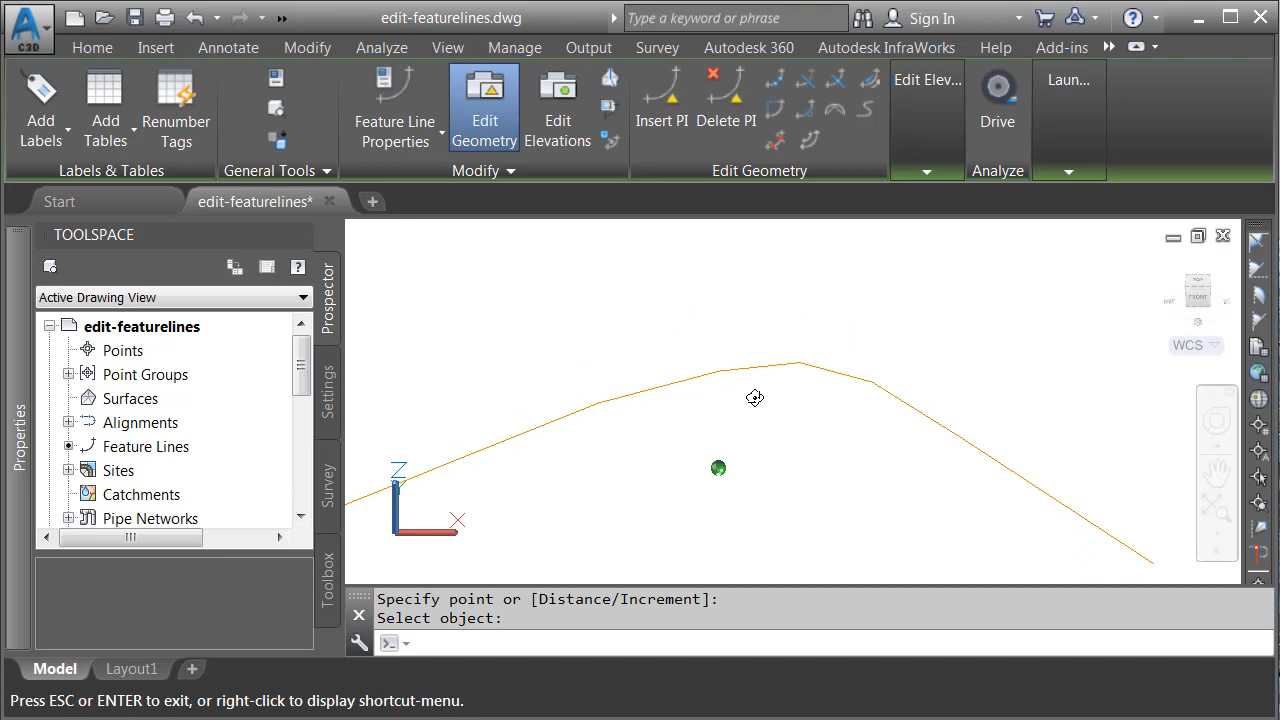 edit-featurelines.dwg
Type a keyword or phrase
Sign In
?
C3D
Home
Insert
Annotate
Modify
Analyze
View
Manage
Output
Survey
Autodesk 360
Autodesk InfraWorks
Help
Add-ins
Add
Labels
Add
Tables
Renumber
Tags
Feature Line
Properties
Edit
Geometry
Edit
Elevations
Insert PI
Delete PI
Edit Elev...
Drive
Laun...
Labels & Tables
General Tools
Modify
Edit Geometry
Analyze
Start
edit-featurelines*
TOOLSPACE
?
Active Drawing View
edit-featurelines
Points
Point Groups
Surfaces
Alignments
Feature Lines
Sites
Catchments
Pipe Networks
Properties
Prospector
Settings
Survey
Toolbox
TOP
FRONT
WCS
Z
X
Specify point or [Distance/Increment]:
Select object:
Model
Layout1
Press ESC or ENTER to exit, or right-click to display shortcut-menu.